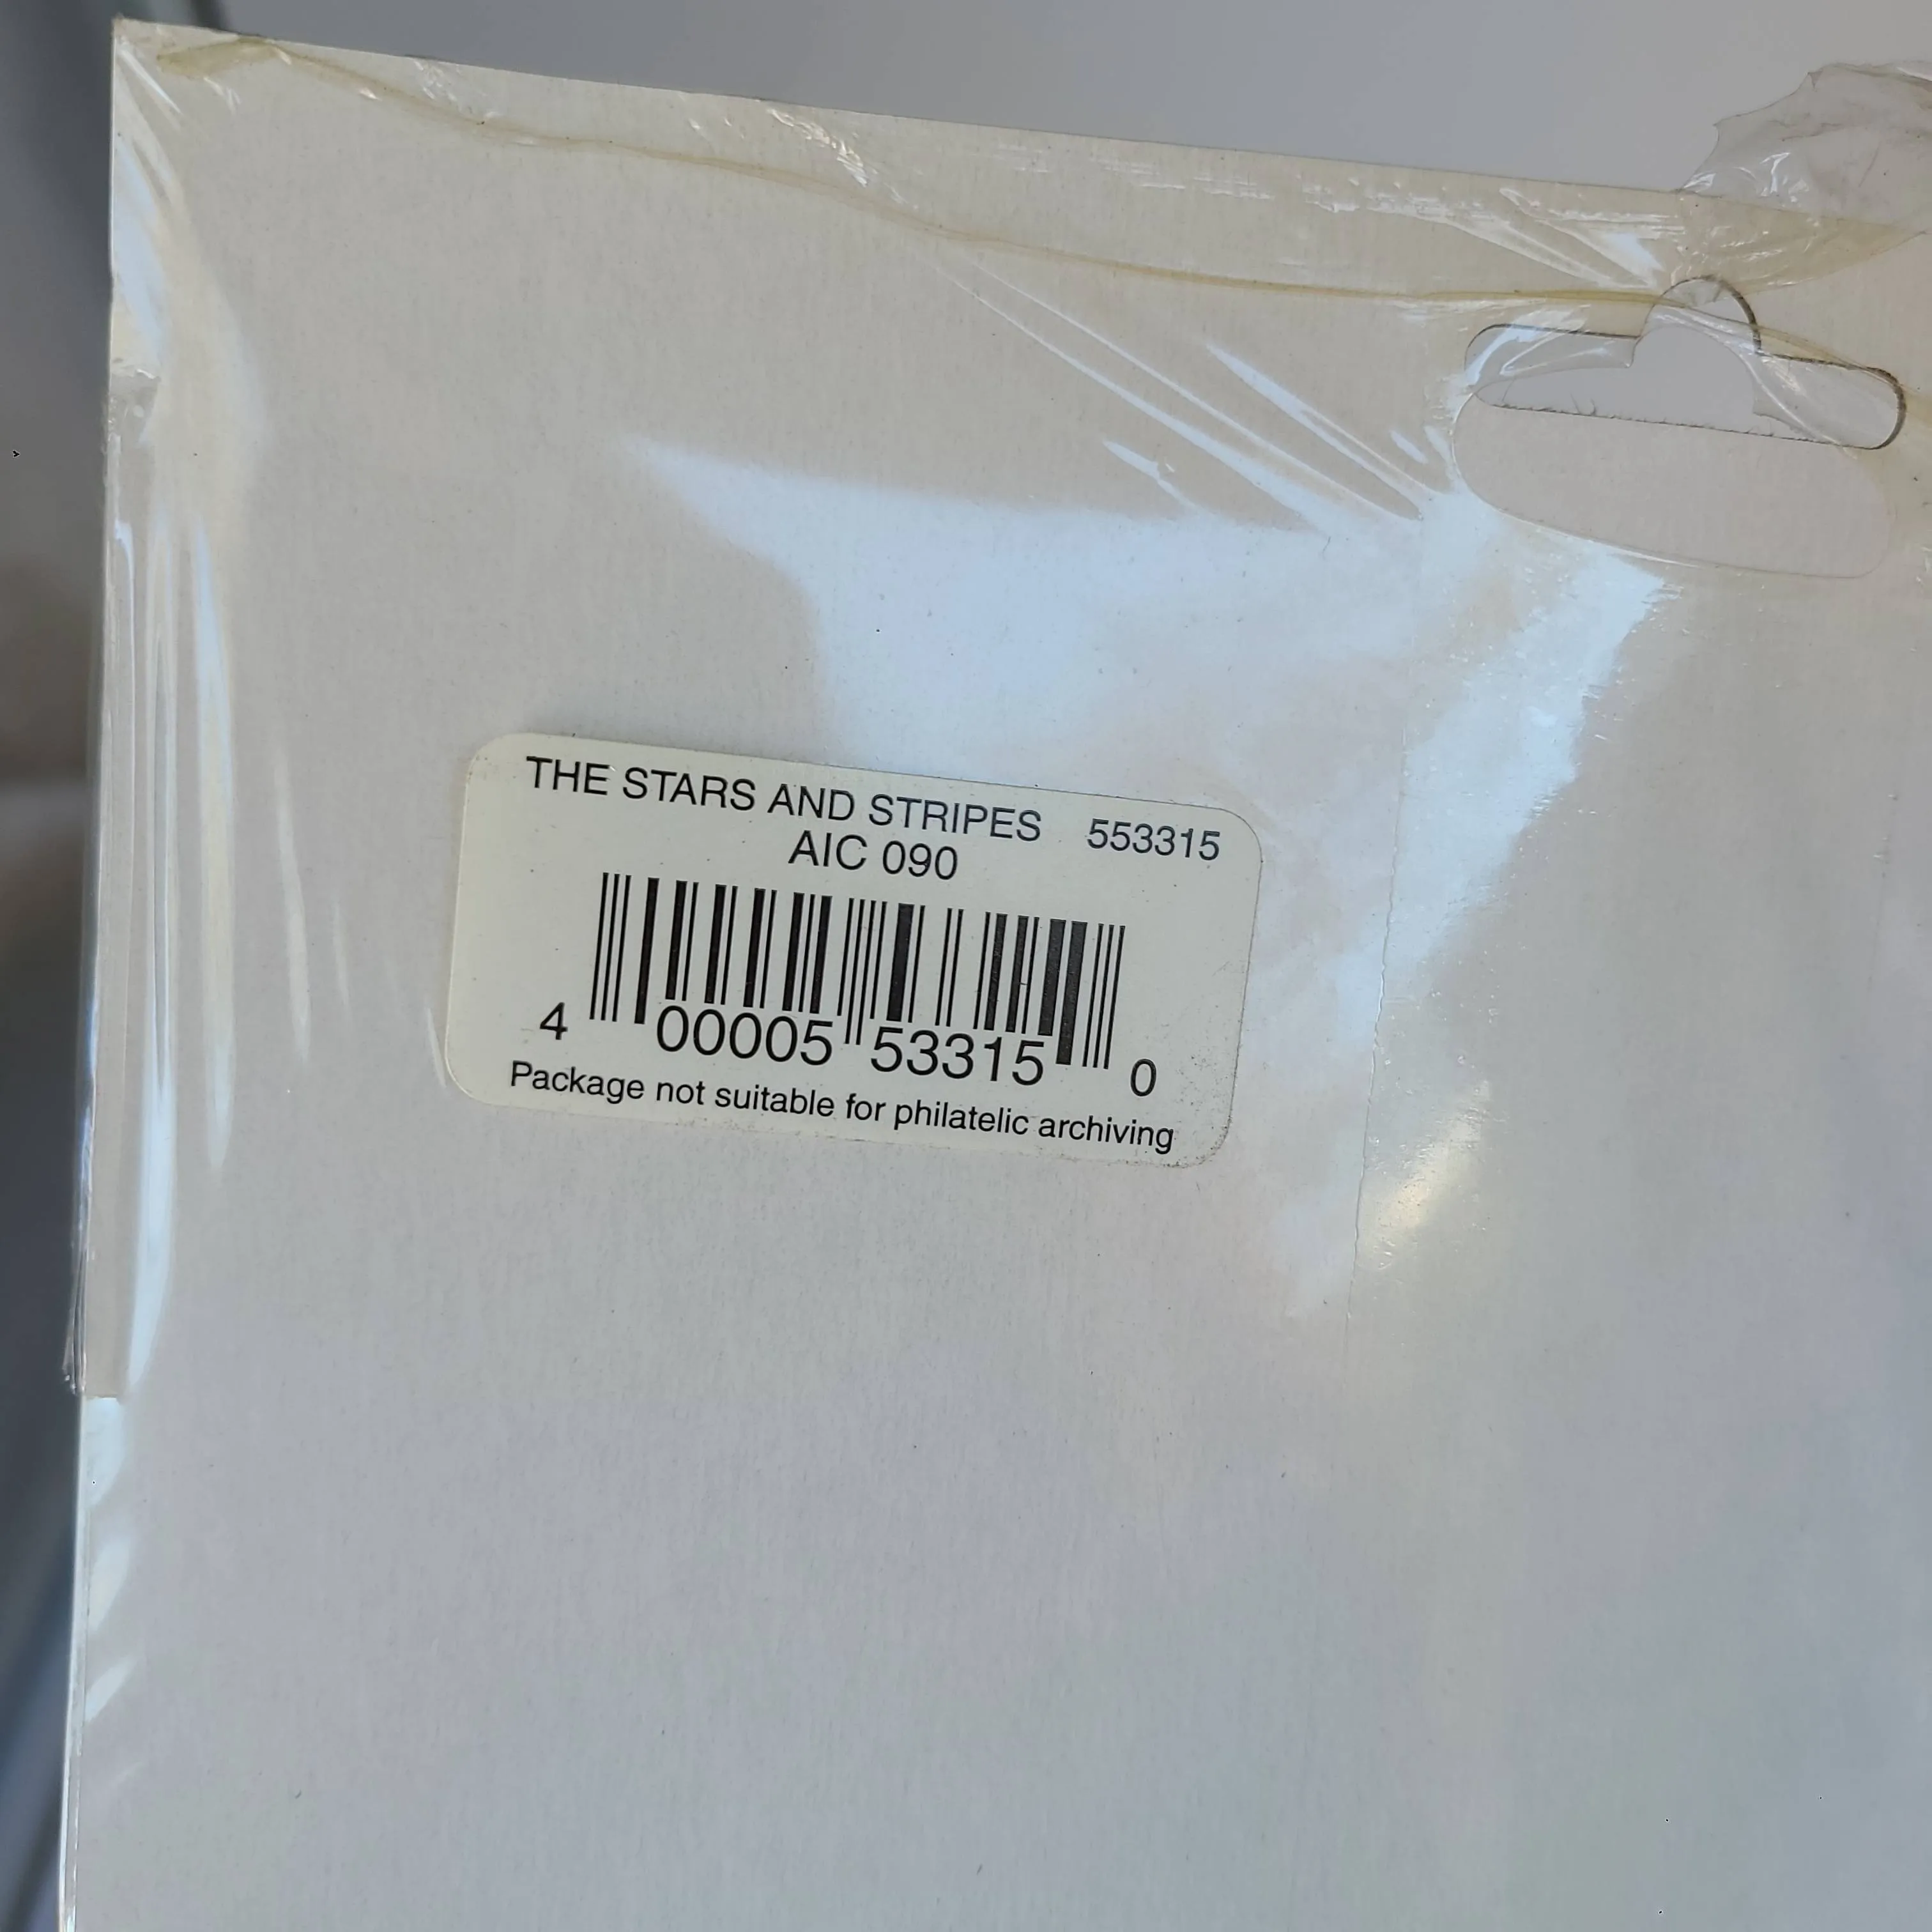 THE STARS AND STRIPES 553315
AIC 090
4 00005 53315 0
Package not suitable for philatelic archiving